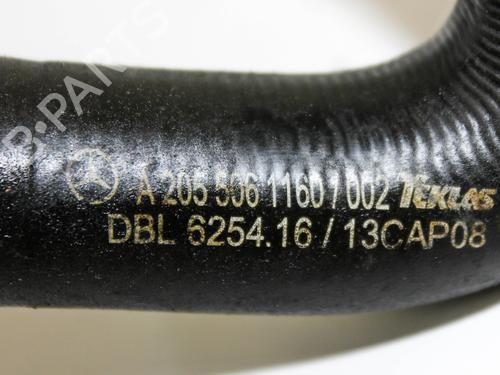 B-PARTS
A 205 506 1160 / 002 TEKLAS
DBL 6254.16 / 13CAP08